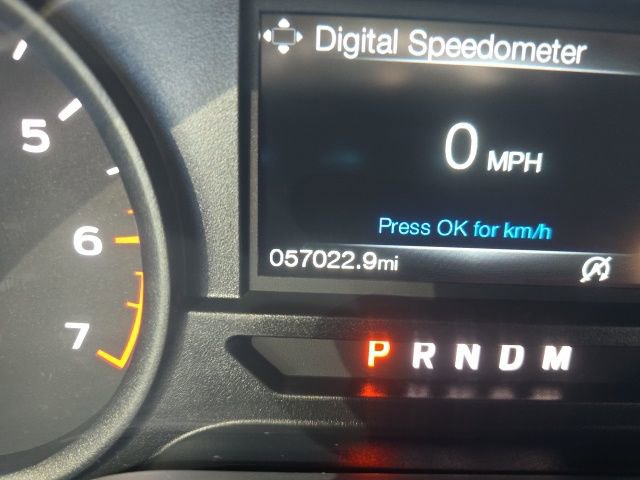 Digital Speedometer
0 MPH
Press OK for km/h
057022.9mi
5
6
7
P R N D M